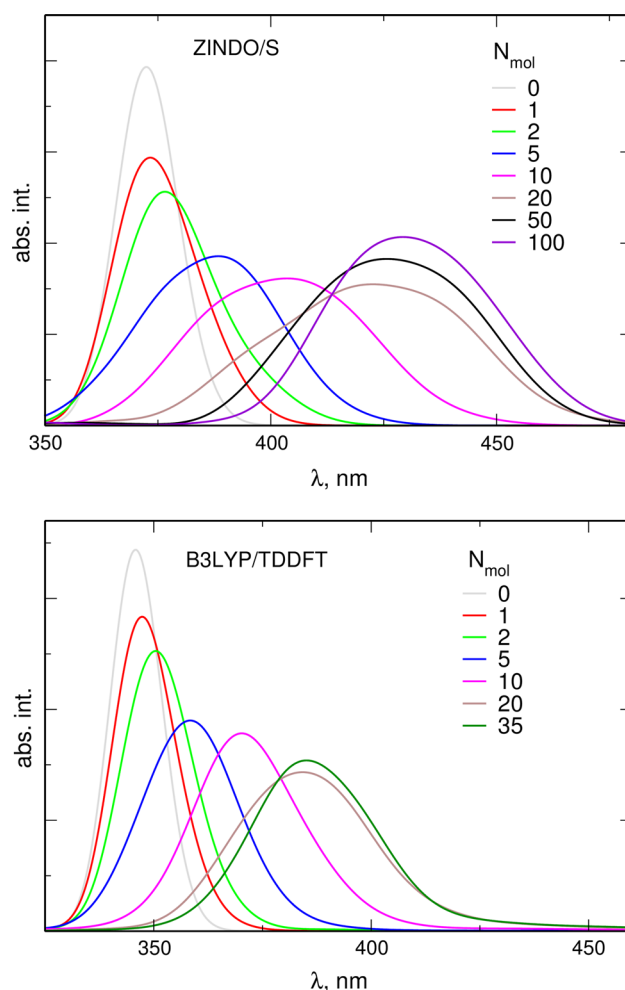 ZINDO/S
N_mol
0
1
2
5
10
20
50
100
abs. int.
350
400
450
λ, nm
B3LYP/TDDFT
N_mol
0
1
2
5
10
20
35
abs. int.
350
400
450
λ, nm